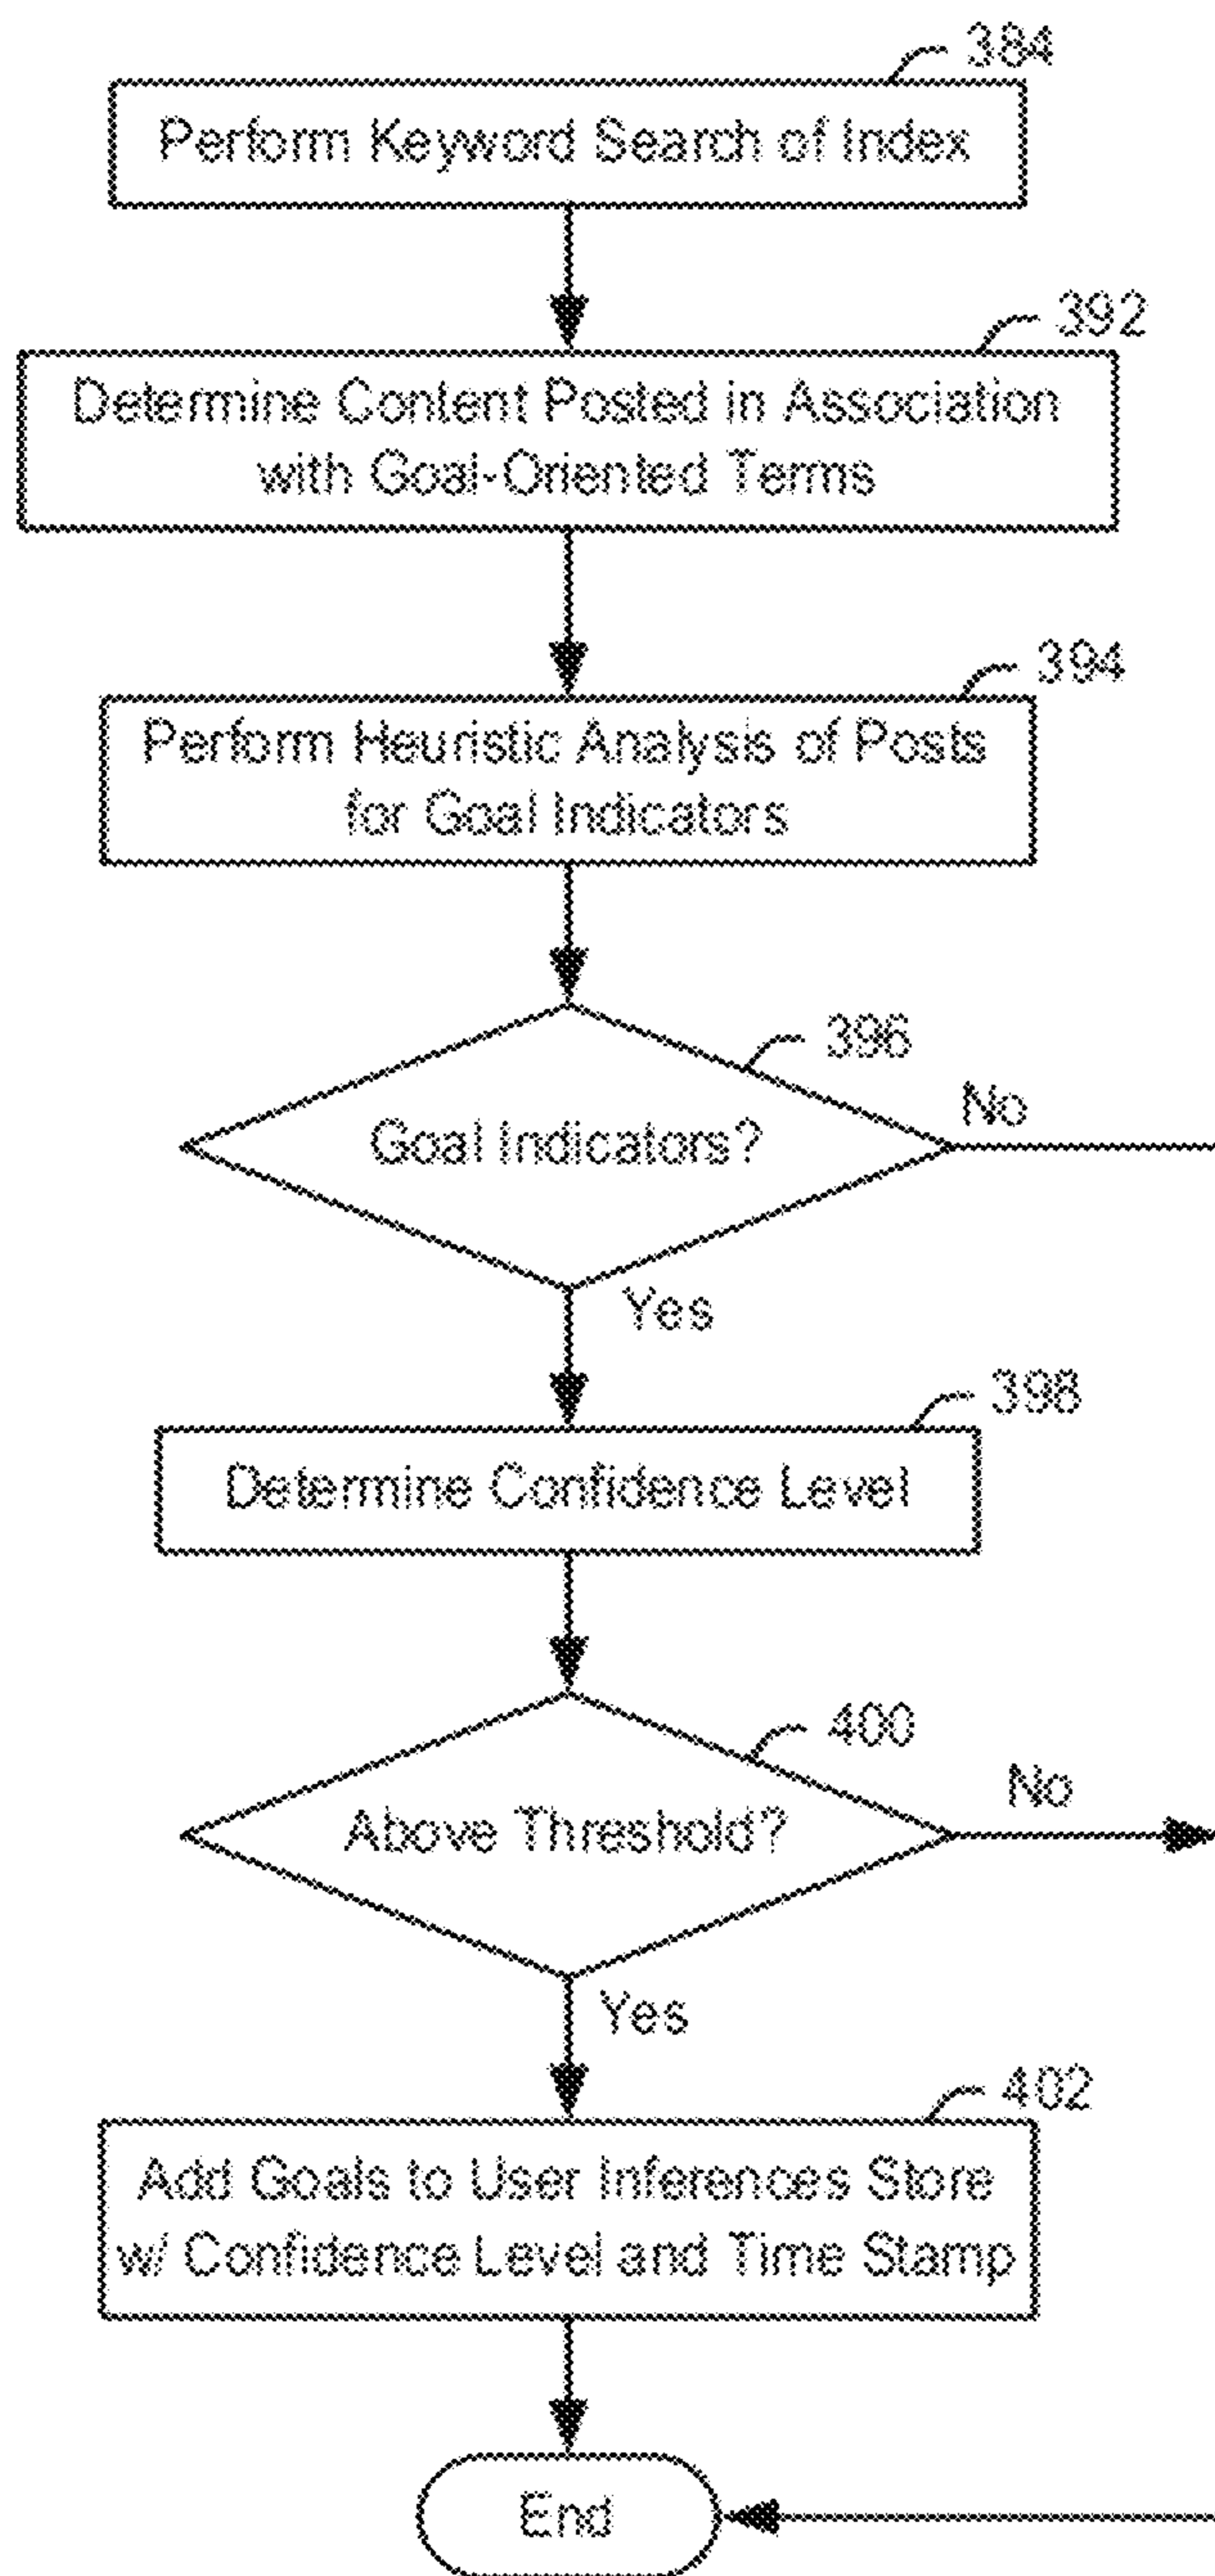 384
Perform Keyword Search of Index
392
Determine Content Posted in Association
with Goal-Oriented Terms
394
Perform Heuristic Analysis of Posts
for Goal Indicators
396
No
Goal Indicators?
Yes
398
Determine Confidence Level
400
No
Above Threshold?
Yes
402
Add Goals to User Inferences Store
w/ Confidence Level and Time Stamp
End